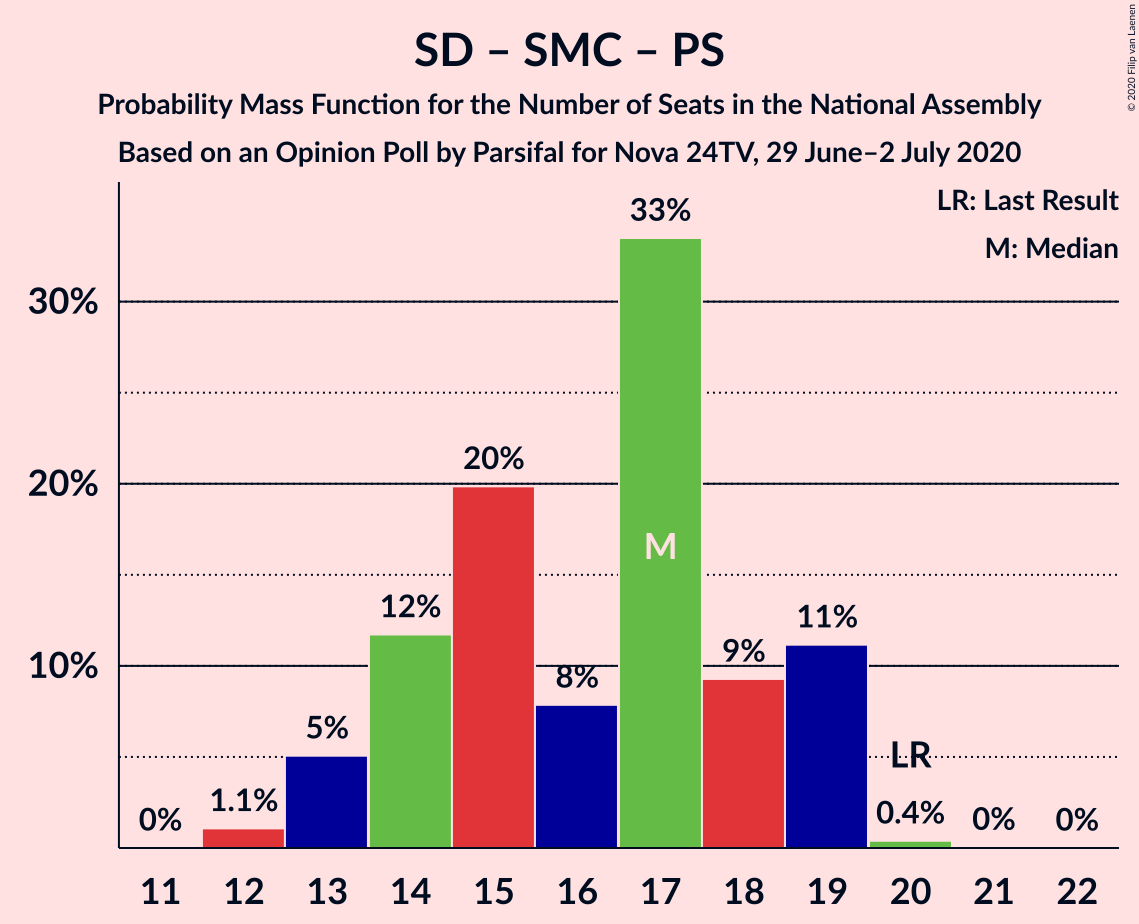 SD – SMC – PS
Probability Mass Function for the Number of Seats in the National Assembly
Based on an Opinion Poll by Parsifal for Nova 24TV, 29 June–2 July 2020
© 2020 Filip van Laenen
LR: Last Result
M: Median
33%
30%
20%
20%
M
12%
11%
10%
9%
8%
5%
LR
1.1%
0%
0.4%
0%
0%
11 12 13 14 15 16 17 18 19 20 21 22